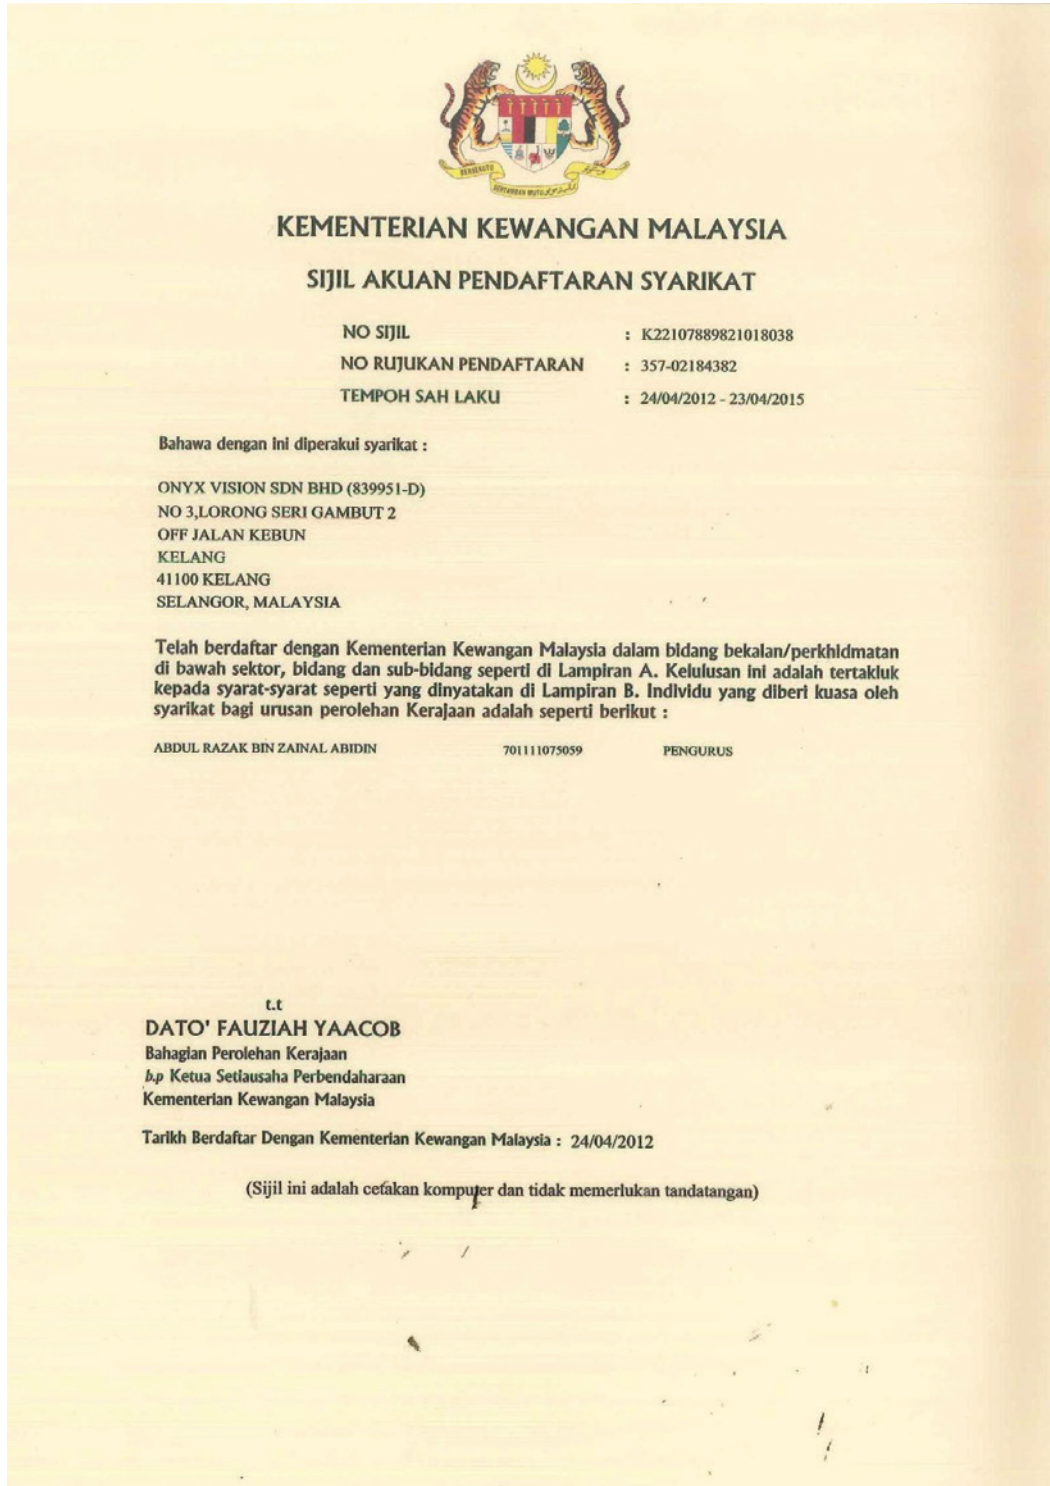 BERSEKUTU
BERTAMBAH MUTU
KEMENTERIAN KEWANGAN MALAYSIA
SIJIL AKUAN PENDAFTARAN SYARIKAT
NO SIJIL : K22107889821018038
NO RUJUKAN PENDAFTARAN : 357-02184382
TEMPOH SAH LAKU : 24/04/2012 - 23/04/2015
Bahawa dengan ini diperakui syarikat :
ONYX VISION SDN BHD (839951-D)
NO 3,LORONG SERI GAMBUT 2
OFF JALAN KEBUN
KELANG
41100 KELANG
SELANGOR, MALAYSIA
Telah berdaftar dengan Kementerian Kewangan Malaysia dalam bidang bekalan/perkhidmatan
di bawah sektor, bidang dan sub-bidang seperti di Lampiran A. Kelulusan ini adalah tertakluk
kepada syarat-syarat seperti yang dinyatakan di Lampiran B. Individu yang diberi kuasa oleh
syarikat bagi urusan perolehan Kerajaan adalah seperti berikut :
ABDUL RAZAK BIN ZAINAL ABIDIN 701111075059 PENGURUS
t.t
DATO' FAUZIAH YAACOB
Bahagian Perolehan Kerajaan
b.p Ketua Setiausaha Perbendaharaan
Kementerian Kewangan Malaysia
Tarikh Berdaftar Dengan Kementerian Kewangan Malaysia : 24/04/2012
(Sijil ini adalah cetakan komputer dan tidak memerlukan tandatangan)